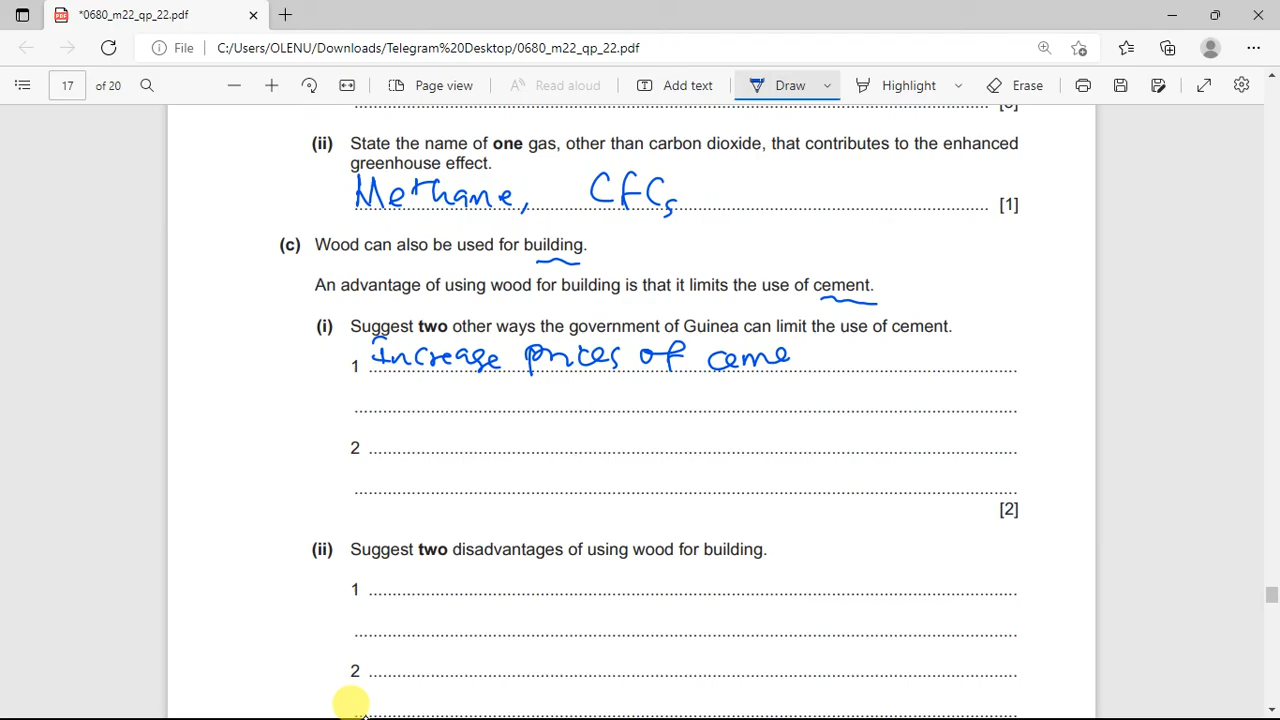 *0680_m22_qp_22.pdf
File C:/Users/OLENU/Downloads/Telegram%20Desktop/0680_m22_qp_22.pdf
17 of 20 Page view Read aloud Add text Draw Highlight Erase
(ii) State the name of one gas, other than carbon dioxide, that contributes to the enhanced
greenhouse effect.
Methane, CFCs
[1]
(c) Wood can also be used for building.
An advantage of using wood for building is that it limits the use of cement.
(i) Suggest two other ways the government of Guinea can limit the use of cement.
1 Increase prices of ceme
2
[2]
(ii) Suggest two disadvantages of using wood for building.
1
2